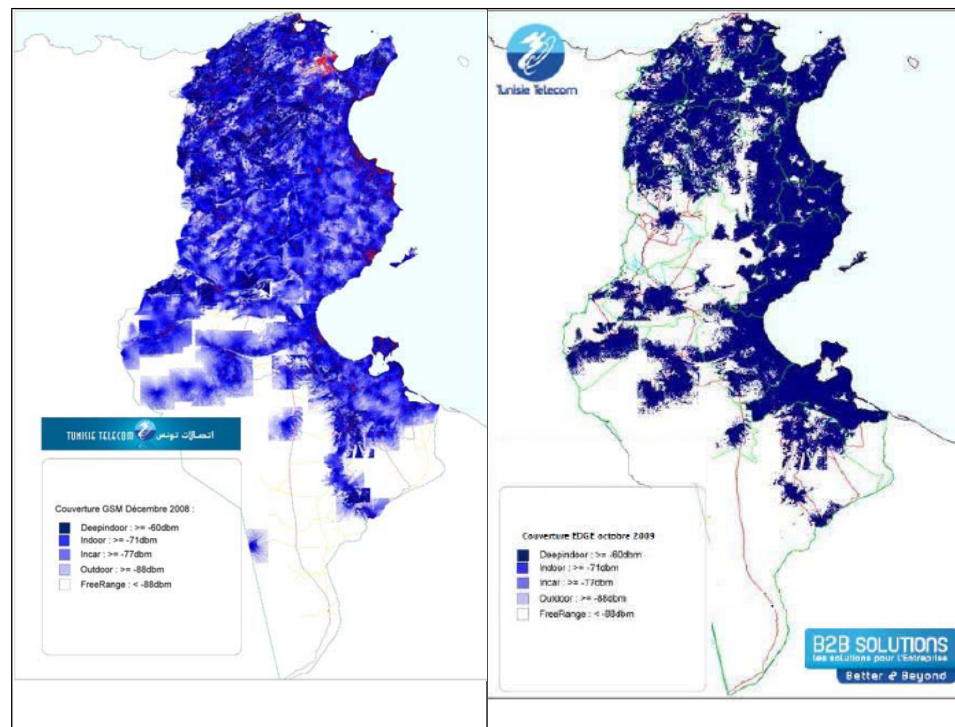 TUNISIE TELECOM اتصالات تونس
Couverture GSM Décembre 2008 :
Deepindoor : >= -60dbm
Indoor : >= -71dbm
Incar : >= -77dbm
Outdoor : >= -88dbm
FreeRange : < -88dbm
Tunisie Telecom
Couverture EDGE octobre 2009
Deepindoor : >= -60dbm
Indoor : >= -71dbm
Incar : >= -77dbm
Outdoor : >= -88dbm
FreeRange : < -88dbm
B2B SOLUTIONS
les solutions pour l'Entreprise
Better & Beyond